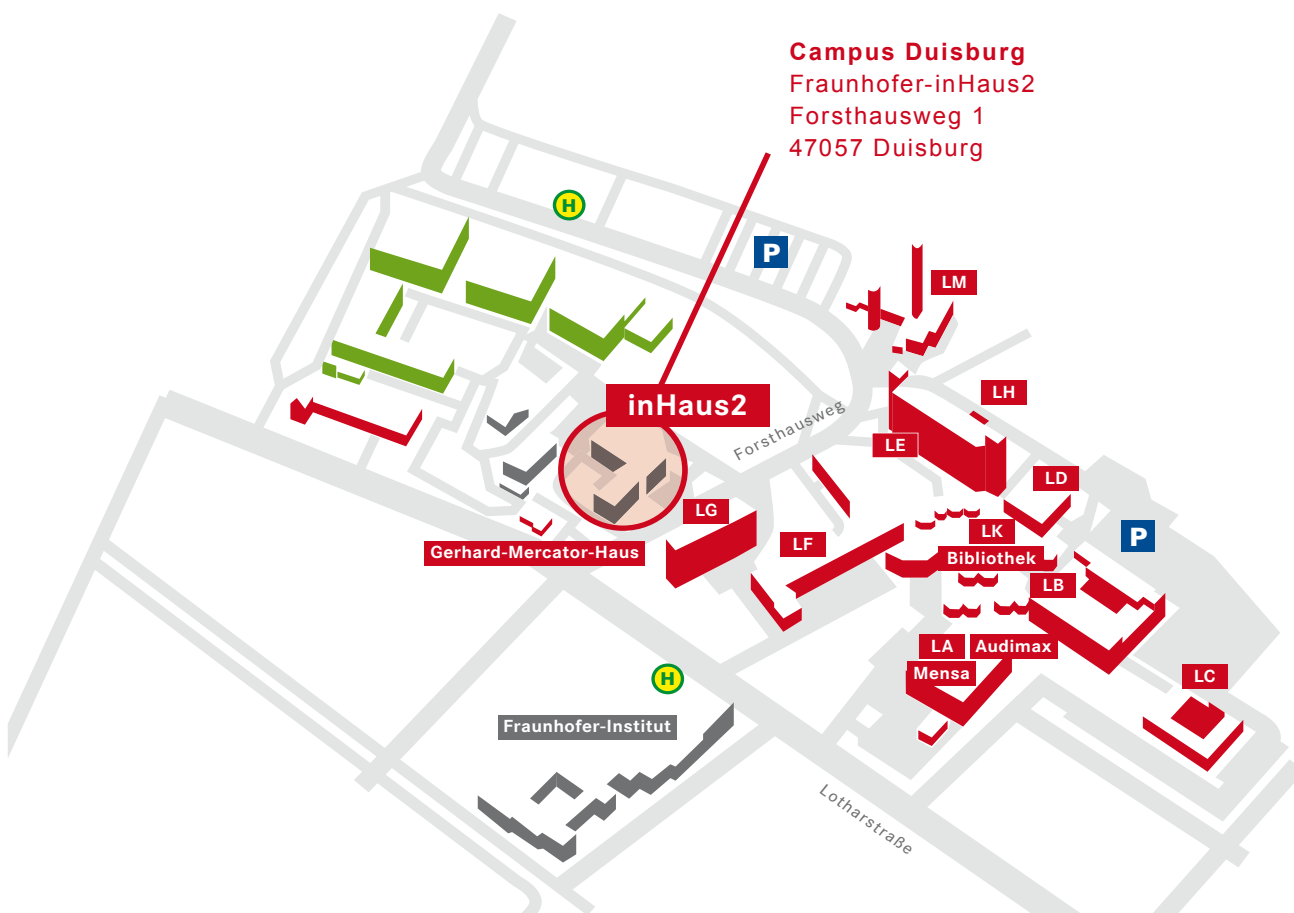 Campus Duisburg
Fraunhofer-inHaus2
Forsthausweg 1
47057 Duisburg
H
P
LM
inHaus2
LH
Forsthausweg
LE
LD
LG
P
LF
LK
Gerhard-Mercator-Haus
Bibliothek
LB
LA
Audimax
Mensa
H
LC
Fraunhofer-Institut
Lotharstraße